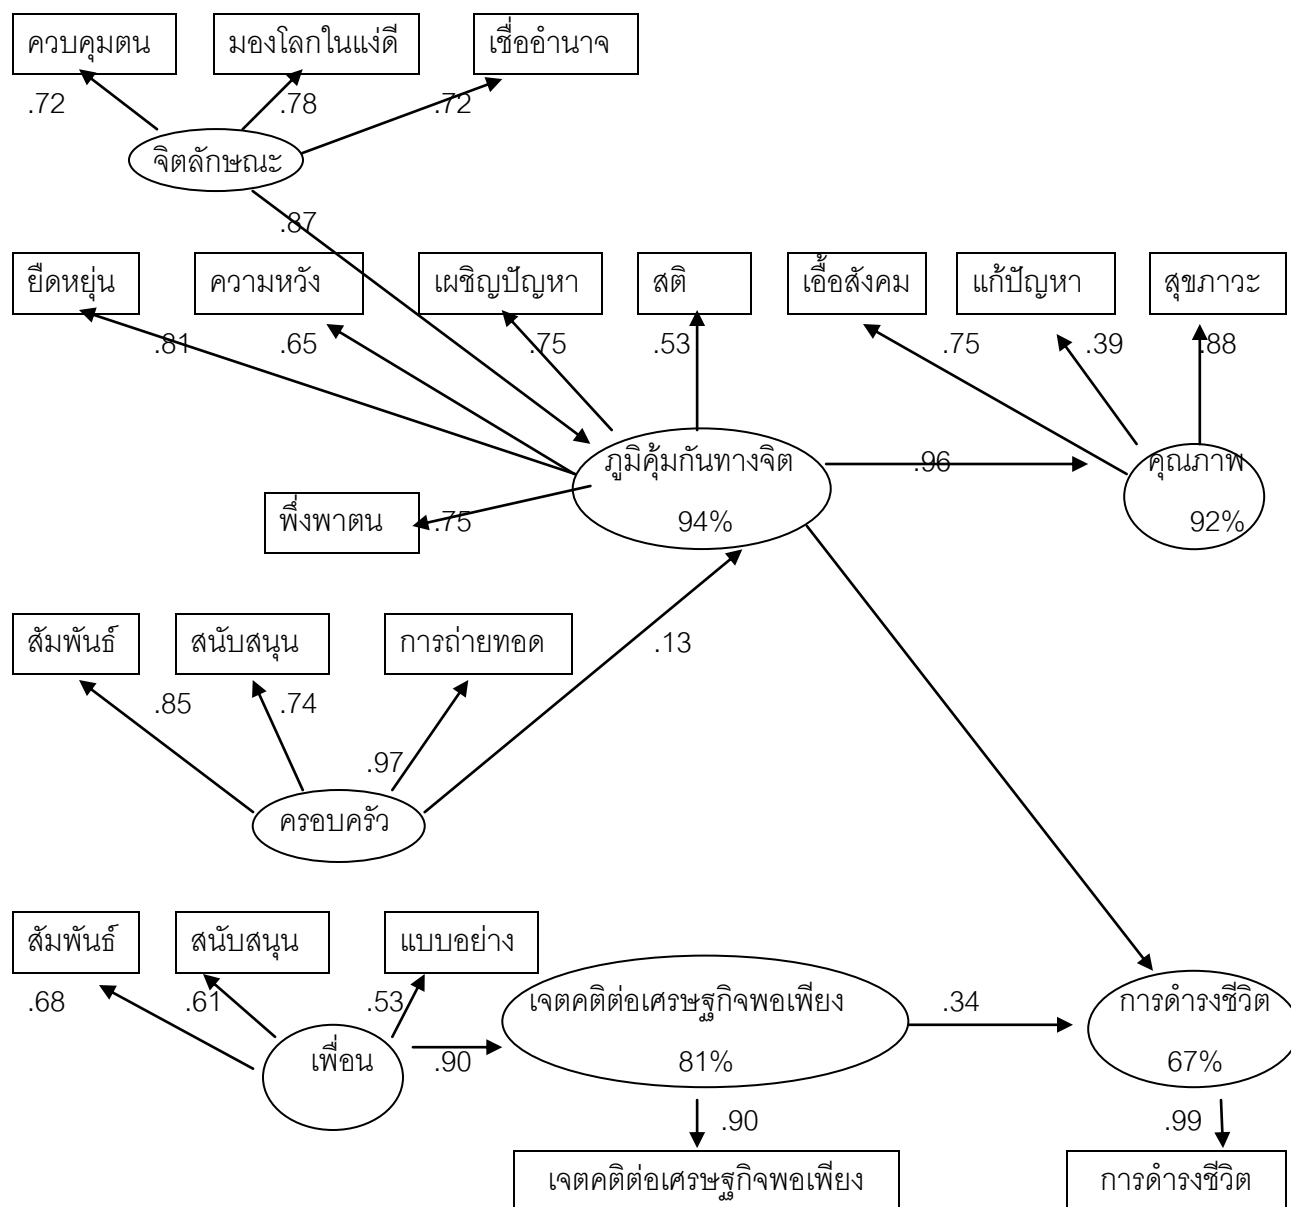 ควบคุมตน มองโลกในแง่ดี เชื่ออำนาจ
.72 .78 .72
จิตลักษณะ
.87
ยืดหยุ่น ความหวัง เผชิญปัญหา สติ เอื้อสังคม แก้ปัญหา สุขภาวะ
.81 .65 .75 .53 .75 .39 .88
ภูมิคุ้มกันทางจิต .96 คุณภาพ
พึ่งพาตน .75 94% 92%
สัมพันธ์ สนับสนุน การถ่ายทอด .13
.85 .74
.97
ครอบครัว
สัมพันธ์ สนับสนุน แบบอย่าง
.68 .61 .53 เจตคติต่อเศรษฐกิจพอเพียง .34 การดำรงชีวิต
เพื่อน .90 81% 67%
.90 .99
เจตคติต่อเศรษฐกิจพอเพียง การดำรงชีวิต